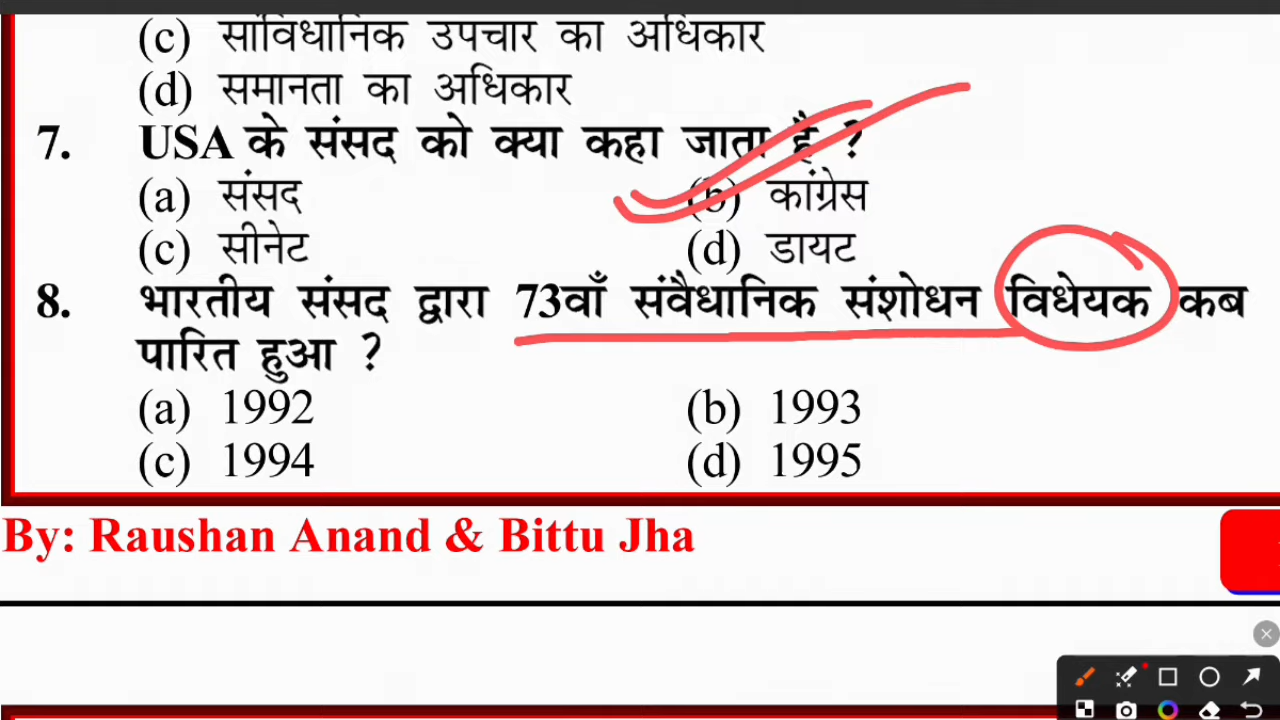 (c) सांविधानिक उपचार का अधिकार
(d) समानता का अधिकार
7. USA के संसद को क्या कहा जाता है ?
(a) संसद (b) कांग्रेस
(c) सीनेट (d) डायट
8. भारतीय संसद द्वारा 73वाँ संवैधानिक संशोधन विधेयक कब
पारित हुआ ?
(a) 1992 (b) 1993
(c) 1994 (d) 1995
By: Raushan Anand & Bittu Jha